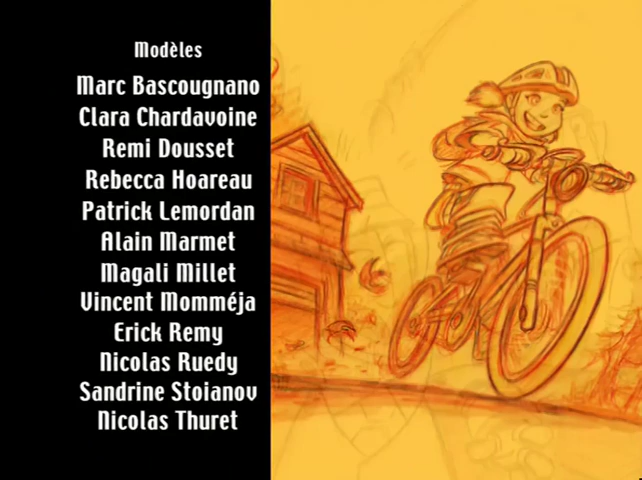 Modèles
Marc Bascougnano
Clara Chardavoine
Remi Dousset
Rebecca Hoareau
Patrick Lemordan
Alain Marmet
Magali Millet
Vincent Momméja
Erick Remy
Nicolas Ruedy
Sandrine Stoianov
Nicolas Thuret